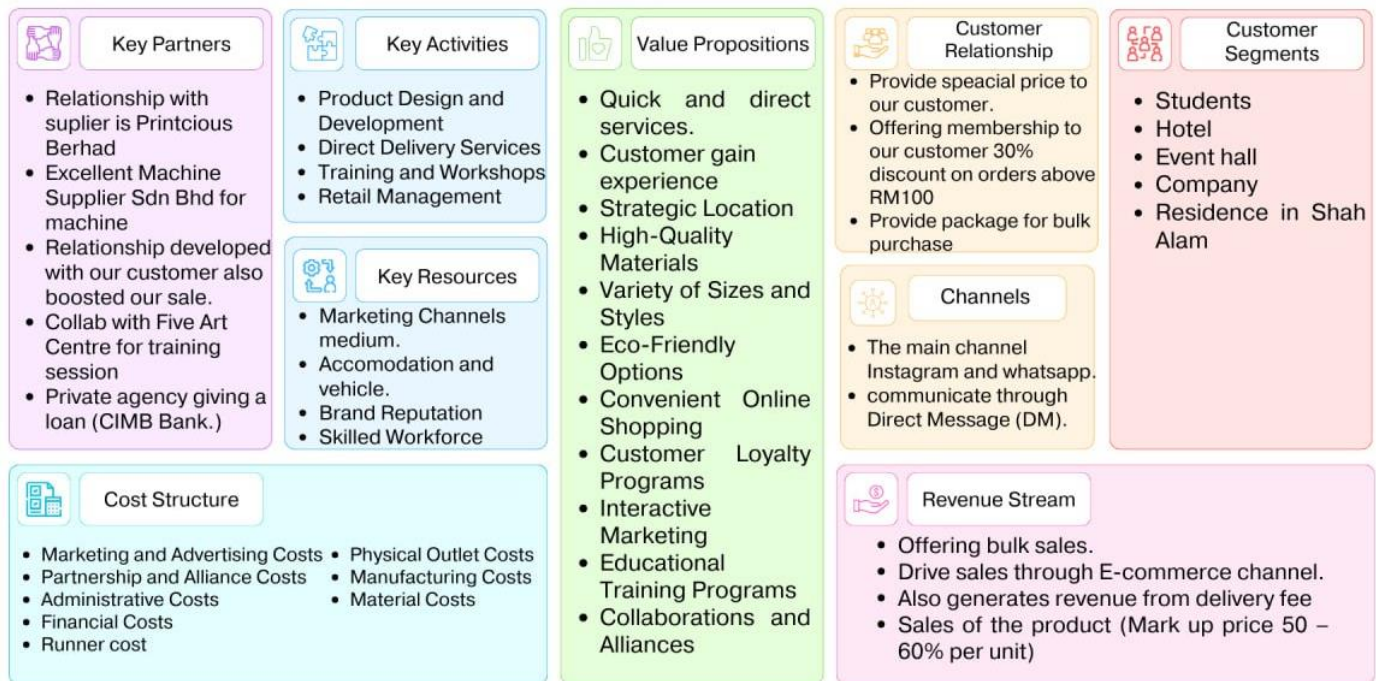 Key Partners
Relationship with
suplier is Printcious
Berhad
Excellent Machine
Supplier Sdn Bhd for
machine
Relationship developed
with our customer also
boosted our sale.
Collab with Five Art
Centre for training
session
Private agency giving a
loan (CIMB Bank.)
Key Activities
Product Design and
Development
Direct Delivery Services
Training and Workshops
Retail Management
Key Resources
Marketing Channels
medium.
Accomodation and
vehicle.
Brand Reputation
Skilled Workforce
Value Propositions
Quick and direct
services.
Customer gain
experience
Strategic Location
High-Quality
Materials
Variety of Sizes and
Styles
Eco-Friendly
Options
Convenient Online
Shopping
Customer Loyalty
Programs
Interactive
Marketing
Educational
Training Programs
Collaborations and
Alliances
Customer
Relationship
Provide speacial price to
our customer.
Offering membership to
our customer 30%
discount on orders above
RM100
Provide package for bulk
purchase
Channels
The main channel
Instagram and whatsapp.
communicate through
Direct Message (DM).
Customer
Segments
Students
Hotel
Event hall
Company
Residence in Shah
Alam
Cost Structure
Marketing and Advertising Costs
Partnership and Alliance Costs
Administrative Costs
Financial Costs
Runner cost
Physical Outlet Costs
Manufacturing Costs
Material Costs
Revenue Stream
Offering bulk sales.
Drive sales through E-commerce channel.
Also generates revenue from delivery fee
Sales of the product (Mark up price 50 –
60% per unit)